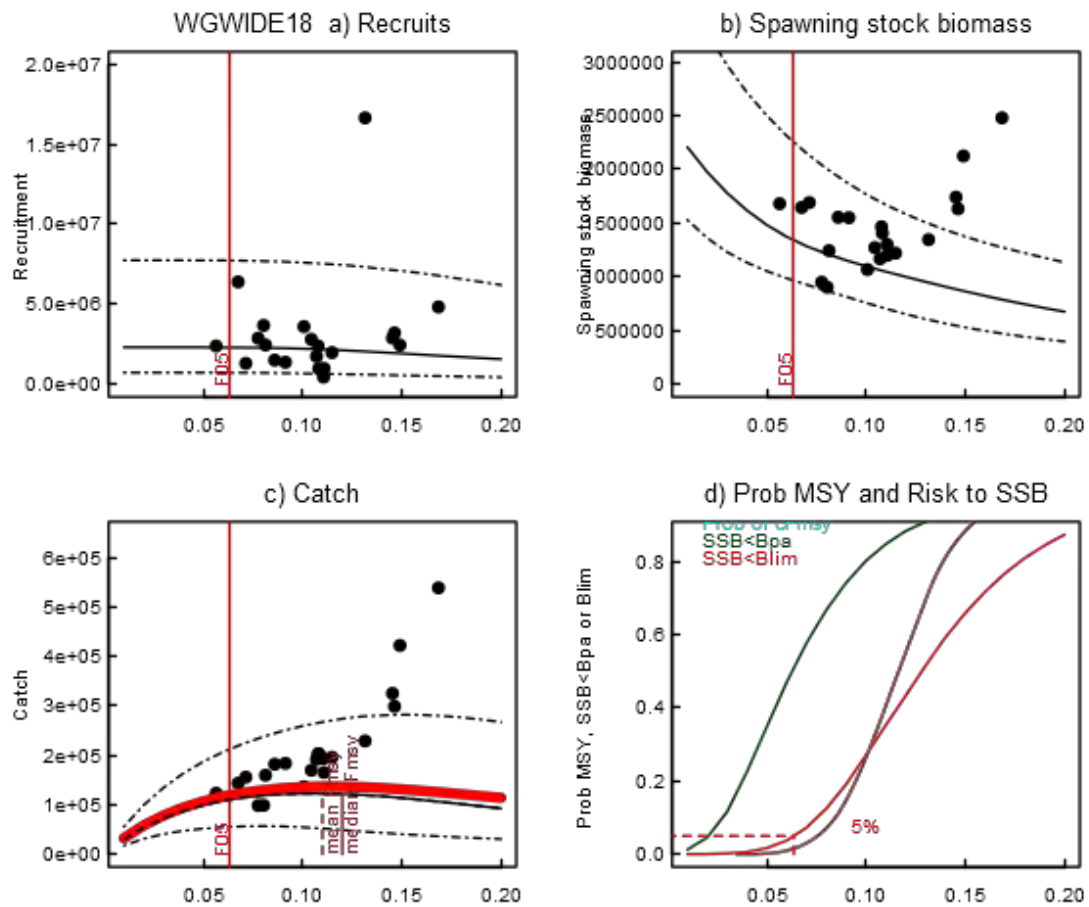 WGWIDE18 a) Recruits
Recruitment
2.0e+07
1.5e+07
1.0e+07
5.0e+06
0.0e+00
F05
0.05 0.10 0.15 0.20
b) Spawning stock biomass
Spawning stock biomass
3000000
2500000
2000000
1500000
1000000
500000
0
F05
0.05 0.10 0.15 0.20
c) Catch
Catch
6e+05
5e+05
4e+05
3e+05
2e+05
1e+05
0e+00
F05
mean
median Fmsy
0.05 0.10 0.15 0.20
d) Prob MSY and Risk to SSB
Prob MSY, SSB<Bpa or Blim
0.8
0.6
0.4
0.2
0.0
SSB<Bpa
SSB<Blim
5%
0.05 0.10 0.15 0.20